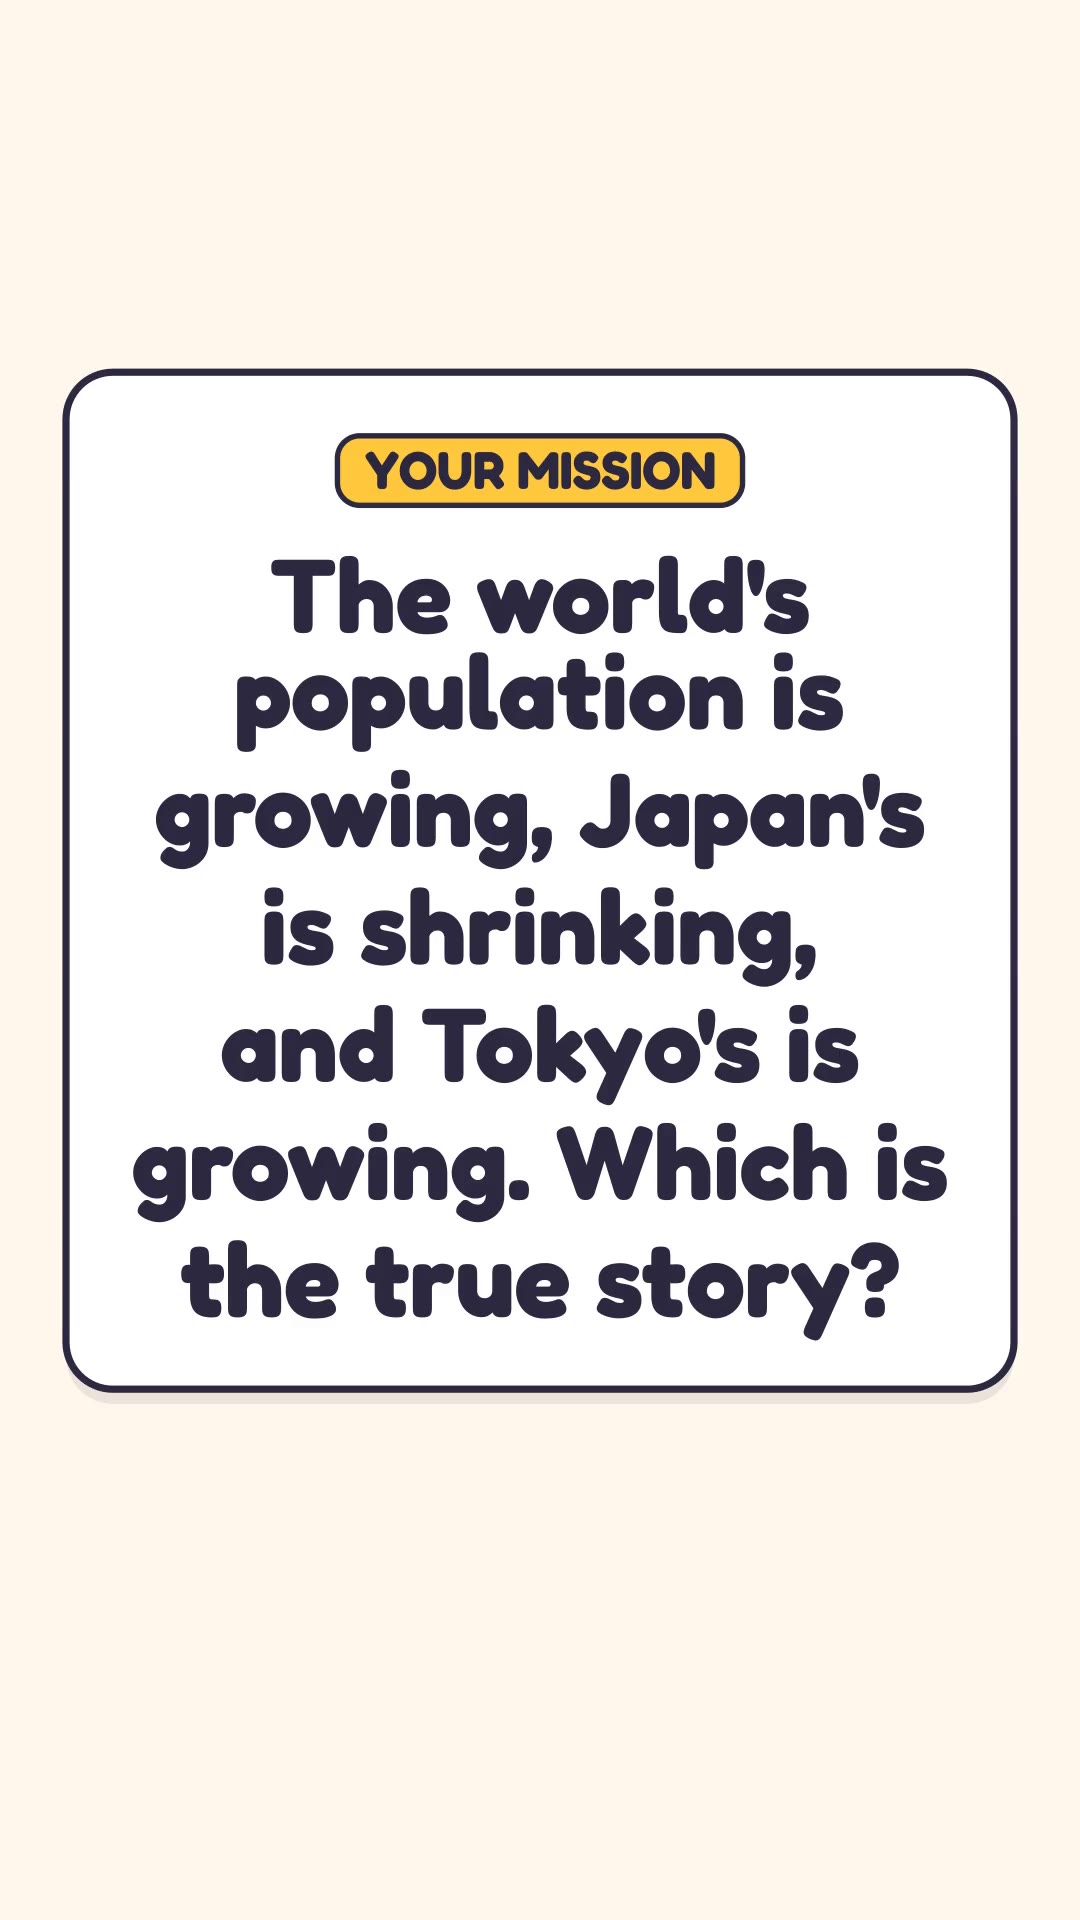 YOUR MISSION
The world's
population is
growing, Japan's
is shrinking,
and Tokyo's is
growing. Which is
the true story?